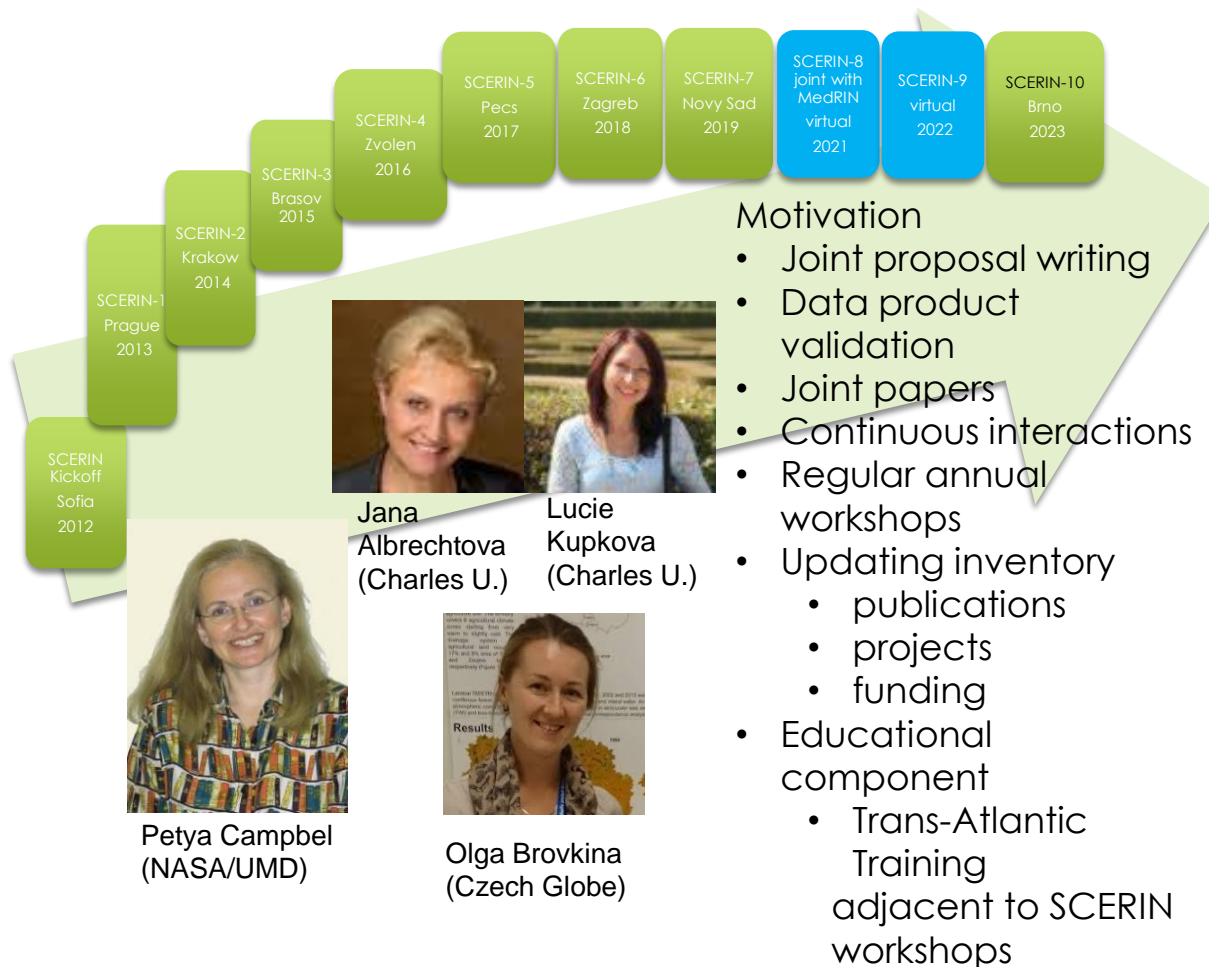 SCERIN
Kickoff
Sofia
2012
SCERIN-1
Prague
2013
SCERIN-2
Krakow
2014
SCERIN-3
Brasov
2015
SCERIN-4
Zvolen
2016
SCERIN-5
Pecs
2017
SCERIN-6
Zagreb
2018
SCERIN-7
Novy Sad
2019
SCERIN-8
joint with
MedRIN
virtual
2021
SCERIN-9
virtual
2022
SCERIN-10
Brno
2023
Motivation
• Joint proposal writing
• Data product
validation
• Joint papers
• Continuous interactions
• Regular annual
workshops
• Updating inventory
• publications
• projects
• funding
• Educational
component
• Trans-Atlantic
Training
adjacent to SCERIN
workshops
Jana
Albrechtova
(Charles U.)
Lucie
Kupkova
(Charles U.)
Petya Campbel
(NASA/UMD)
Results
Olga Brovkina
(Czech Globe)